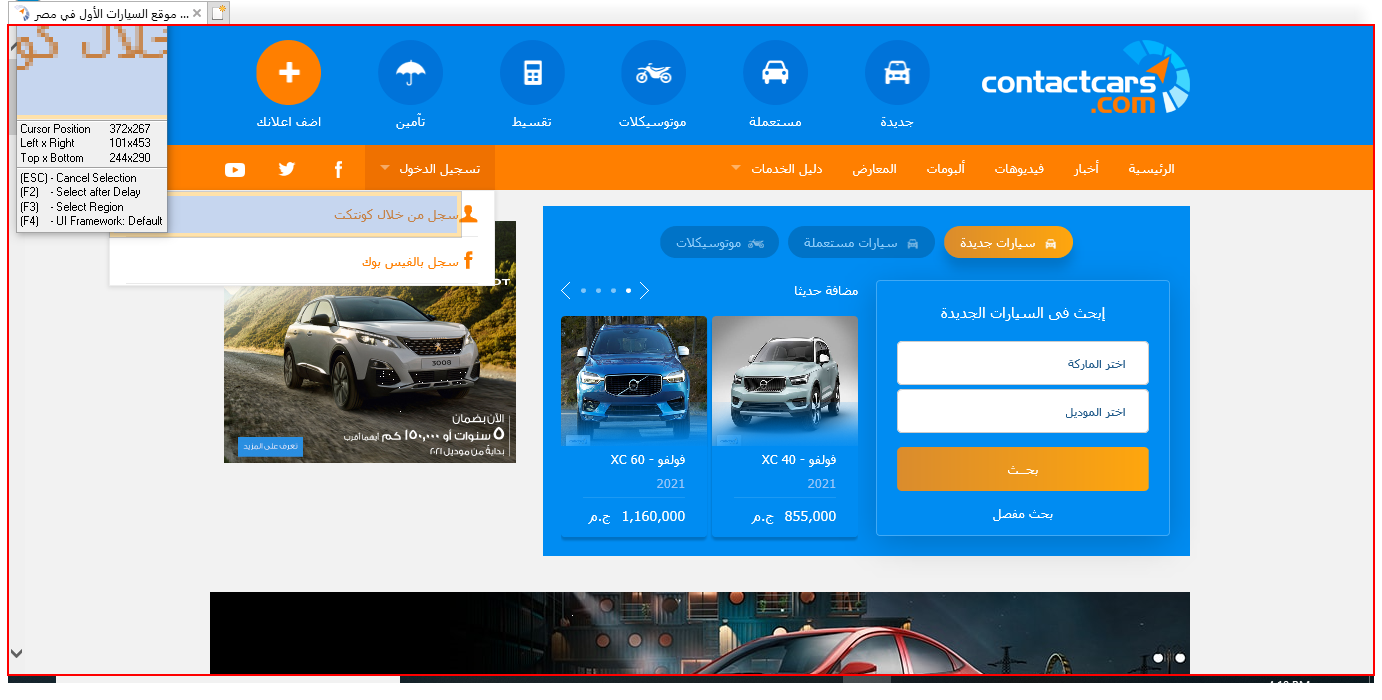 موقع السيارات الأول في مصر ...
خلال كو
Cursor Position 372x267
Left x Right 101x453
Top x Bottom 244x290
(ESC) - Cancel Selection
(F2) - Select after Delay
(F3) - Select Region
(F4) - UI Framework: Default
contactcars
.com
جديدة
مستعملة
موتوسيكلات
تقسيط
تأمين
اضف اعلانك
الرئيسية
أخبار
فيديوهات
ألبومات
المعارض
دليل الخدمات
تسجيل الدخول
سجل من خلال كونتكت
سجل بالفيس بوك
سيارات جديدة
سيارات مستعملة
موتوسيكلات
إبحث فى السيارات الجديدة
اختر الماركة
اختر الموديل
بحــث
بحث مفصل
مضافة حديثا
فولفو - XC 40
2021
855,000 ج.م
فولفو - XC 60
2021
1,160,000 ج.م
3008
الآن بضمان
٥ سنوات أو ١٥٠,٠٠٠ كم أيهما أقرب
بداية من موديل ٢٠٢١
تعرف على المزيد